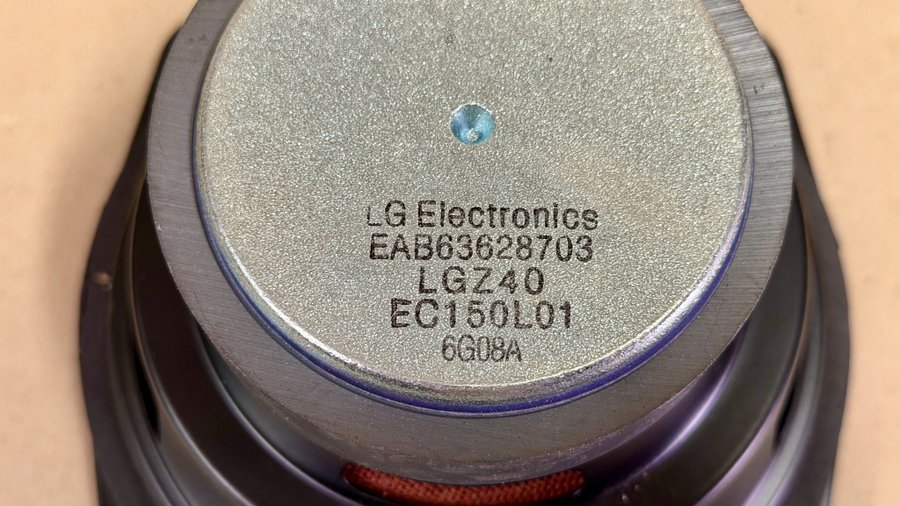 LG Electronics
EAB63628703
LGZ40
EC150L01
6G08A